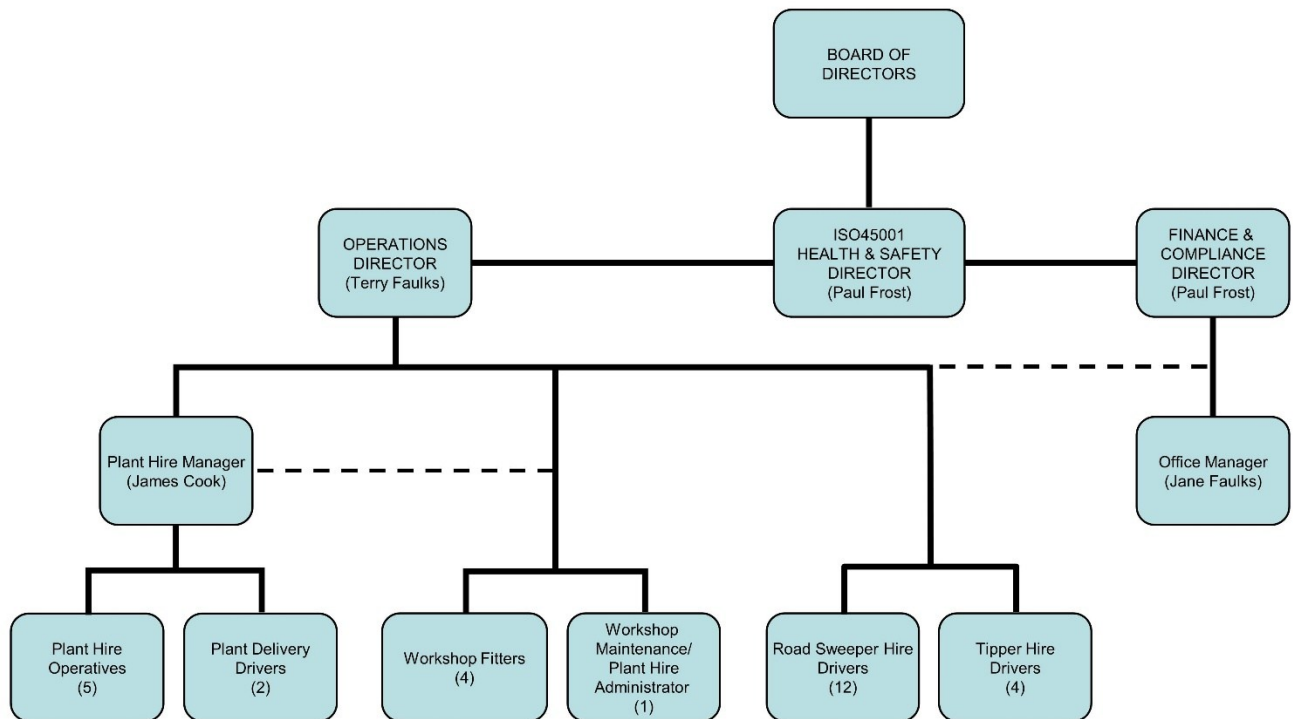 BOARD OF
DIRECTORS
OPERATIONS
DIRECTOR
(Terry Faulks)
ISO45001
HEALTH & SAFETY
DIRECTOR
(Paul Frost)
FINANCE &
COMPLIANCE
DIRECTOR
(Paul Frost)
Plant Hire Manager
(James Cook)
Office Manager
(Jane Faulks)
Plant Hire
Operatives
(5)
Plant Delivery
Drivers
(2)
Workshop Fitters
(4)
Workshop
Maintenance/
Plant Hire
Administrator
(1)
Road Sweeper Hire
Drivers
(12)
Tipper Hire
Drivers
(4)